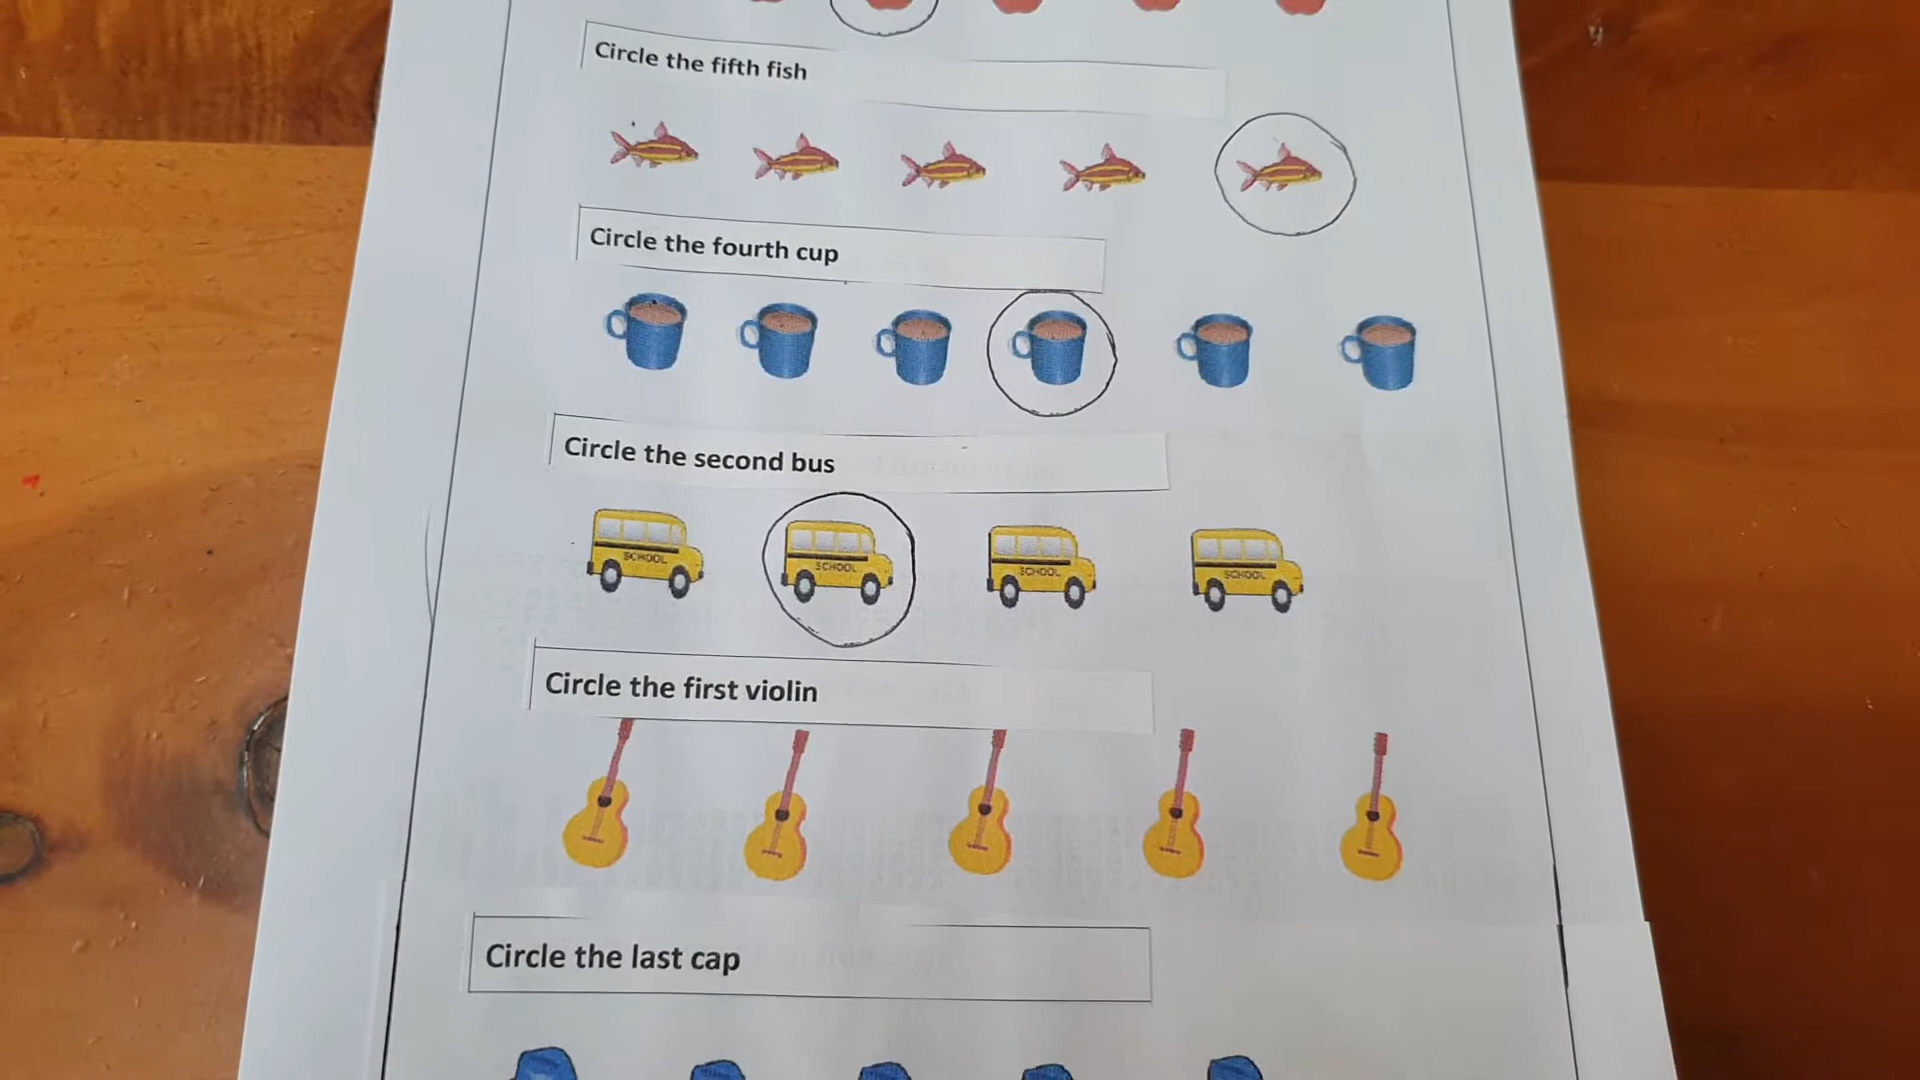 Circle the fifth fish
Circle the fourth cup
Circle the second bus
SCHOOL SCHOOL SCHOOL SCHOOL
Circle the first violin
Circle the last cap